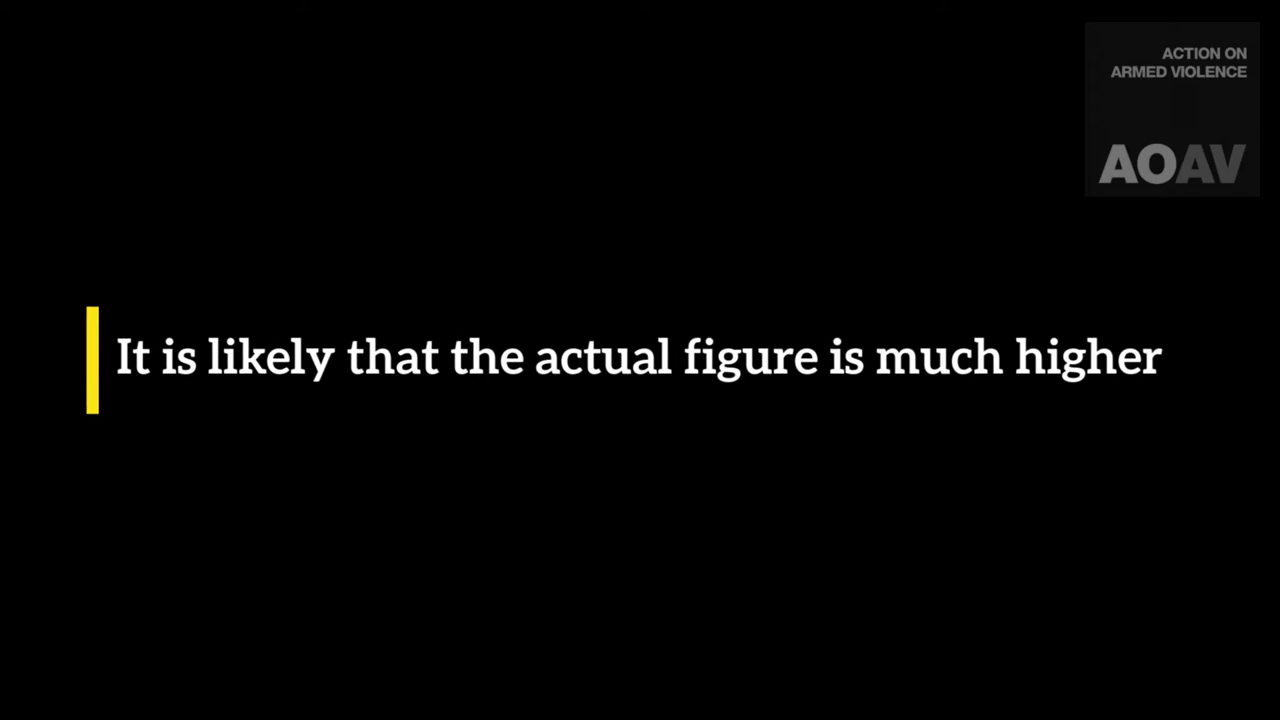 ACTION ON
ARMED VIOLENCE
AOAV
It is likely that the actual figure is much higher